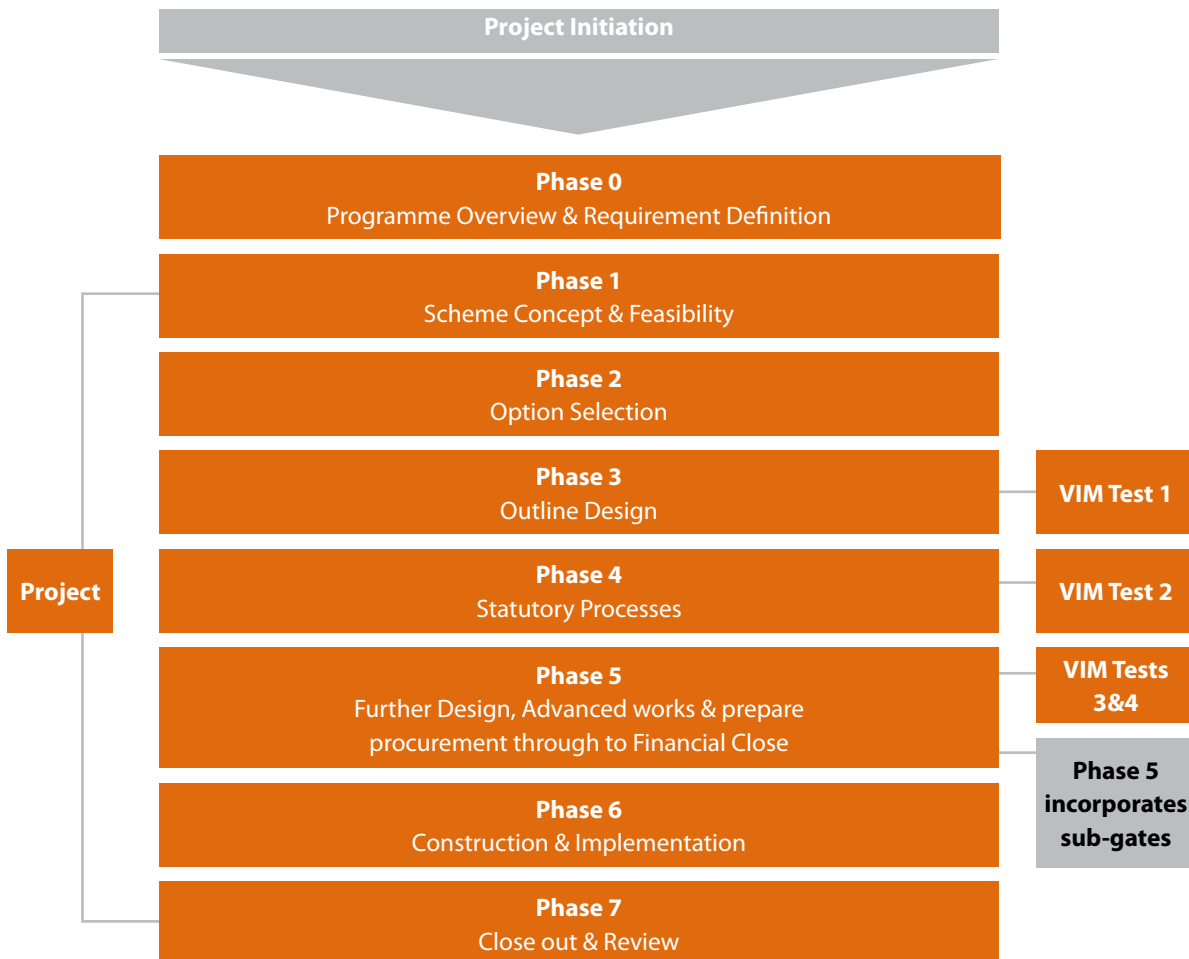 Project Initiation
Phase 0
Programme Overview & Requirement Definition
Phase 1
Scheme Concept & Feasibility
Phase 2
Option Selection
Phase 3
Outline Design
VIM Test 1
Project
Phase 4
Statutory Processes
VIM Test 2
Phase 5
Further Design, Advanced works & prepare
procurement through to Financial Close
VIM Tests
3&4
Phase 5
incorporates
sub-gates
Phase 6
Construction & Implementation
Phase 7
Close out & Review